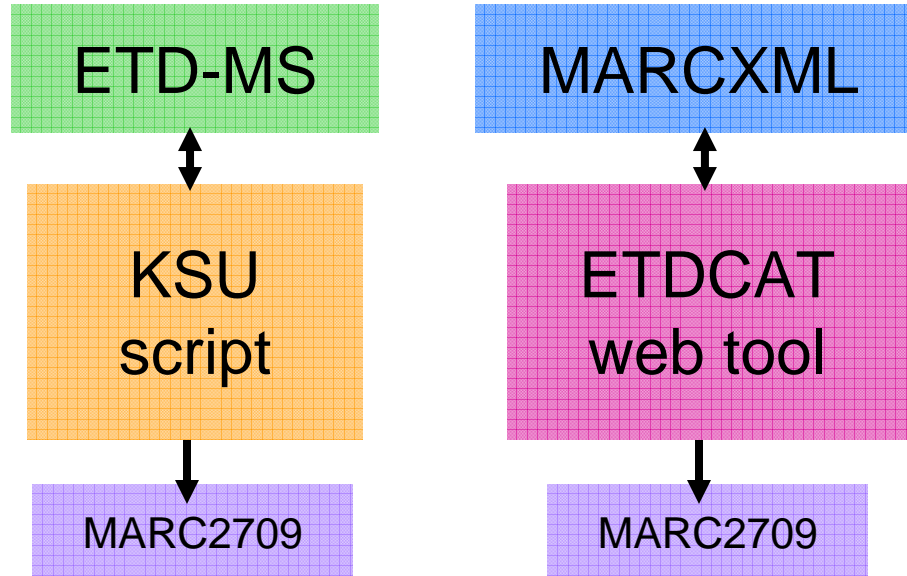 ETD-MS
MARCXML
KSU
script
ETDCAT
web tool
MARC2709
MARC2709